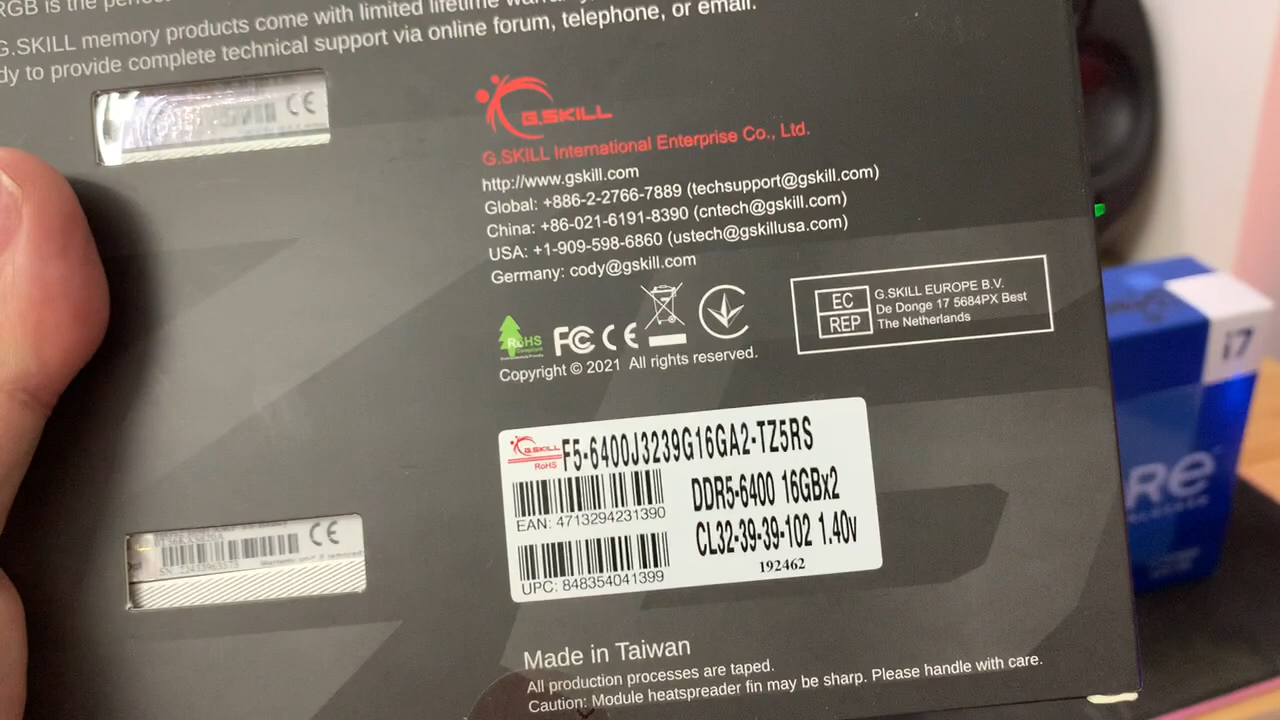 RGB is the
G.SKILL memory products come with limited lifetime
dy to provide complete technical support via online forum, telephone, or email.
CE
G.SKILL
G.SKILL International Enterprise Co., Ltd.
http://www.gskill.com
Global: +886-2-2766-7889 (techsupport@gskill.com)
China: +86-021-6191-8390 (cntech@gskill.com)
USA: +1-909-598-6860 (ustech@gskillusa.com)
Germany: cody@gskill.com
RoHS
FC CE
EC
REP
G.SKILL EUROPE B.V.
De Donge 17 5684PX Best
The Netherlands
Copyright © 2021 All rights reserved.
i7
G.SKILL
RoHS
F5-6400J3239G16GA2-TZ5RS
DDR5-6400 16GBx2
CL32-39-39-102 1.40v
192462
EAN: 4713294231390
UPC: 848354041399
CE
Made in Taiwan
All production processes are taped.
Caution: Module heatspreader fin may be sharp. Please handle with care.